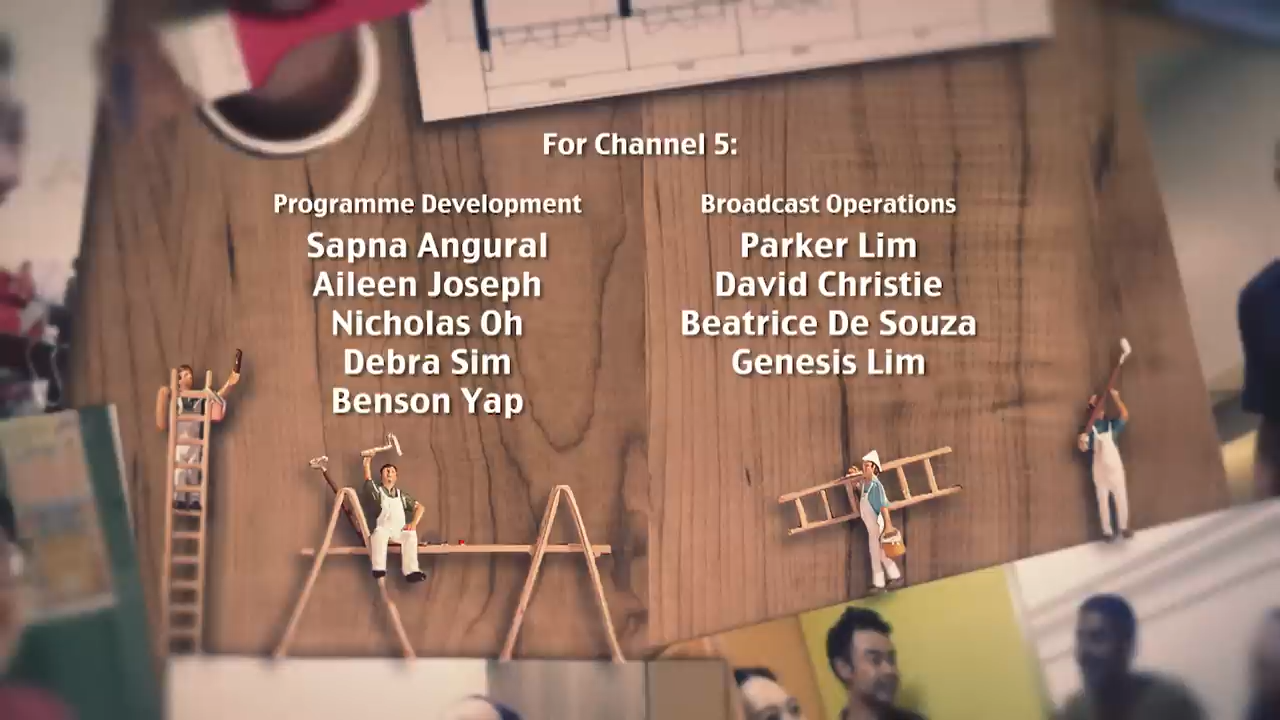 For Channel 5:
Programme Development
Sapna Angural
Aileen Joseph
Nicholas Oh
Debra Sim
Benson Yap
Broadcast Operations
Parker Lim
David Christie
Beatrice De Souza
Genesis Lim